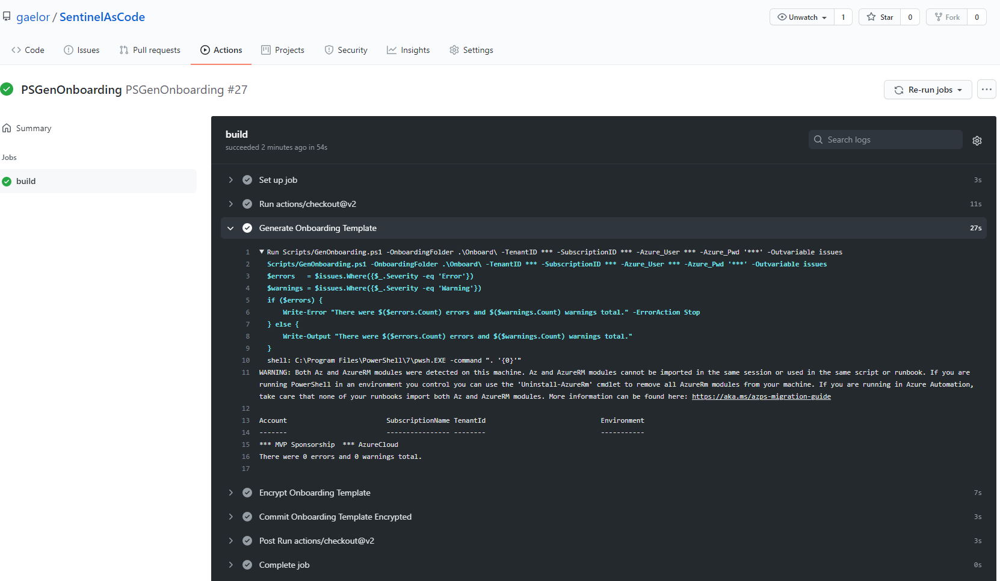 gaelor / SentinelAsCode
Unwatch 1 Star 0 Fork 0
Code Issues Pull requests Actions Projects Security Insights Settings
PSGenOnboarding PSGenOnboarding #27
Re-run jobs ...
Summary
Jobs
build
build
succeeded 2 minutes ago in 54s
Search logs
Set up job 3s
Run actions/checkout@v2 11s
Generate Onboarding Template 27s
1 ▼ Run Scripts/GenOnboarding.ps1 -OnboardingFolder .\Onboard\ -TenantID *** -SubscriptionID *** -Azure_User *** -Azure_Pwd '***' -Outvariable issues
2 Scripts/GenOnboarding.ps1 -OnboardingFolder .\Onboard\ -TenantID *** -SubscriptionID *** -Azure_User *** -Azure_Pwd '***' -Outvariable issues
3 $errors   = $issues.Where({$_.Severity -eq 'Error'})
4 $warnings = $issues.Where({$_.Severity -eq 'Warning'})
5 if ($errors) {
6     Write-Error "There were $($errors.Count) errors and $($warnings.Count) warnings total." -ErrorAction Stop
7 } else {
8     Write-Output "There were $($errors.Count) errors and $($warnings.Count) warnings total."
9 }
10 shell: C:\Program Files\PowerShell\7\pwsh.EXE -command ". '{0}'"
11 WARNING: Both Az and AzureRM modules were detected on this machine. Az and AzureRM modules cannot be imported in the same session or used in the same script or runbook. If you are
running PowerShell in an environment you control you can use the 'Uninstall-AzureRm' cmdlet to remove all AzureRm modules from your machine. If you are running in Azure Automation,
take care that none of your runbooks import both Az and AzureRM modules. More information can be found here: https://aka.ms/azps-migration-guide
12
13 Account SubscriptionName TenantId Environment
14 ------- ---------------- -------- -----------
15 *** MVP Sponsorship  *** AzureCloud
16 There were 0 errors and 0 warnings total.
17
Encrypt Onboarding Template 7s
Commit Onboarding Template Encrypted 3s
Post Run actions/checkout@v2 3s
Complete job 0s